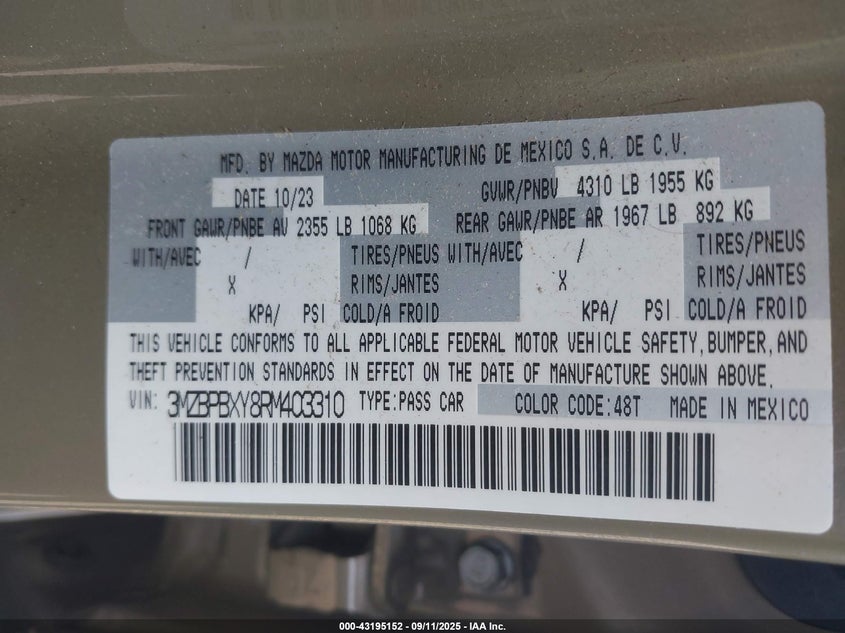 MFD. BY MAZDA MOTOR MANUFACTURING DE MEXICO S.A. DE C.V.
DATE 10/23 GVWR/PNBV 4310 LB 1955 KG
FRONT GAWR/PNBE AV 2355 LB 1068 KG REAR GAWR/PNBE AR 1967 LB 892 KG
WITH/AVEC / TIRES/PNEUS WITH/AVEC / TIRES/PNEUS
X RIMS/JANTES X RIMS/JANTES
KPA/ PSI COLD/A FROID KPA/ PSI COLD/A FROID
THIS VEHICLE CONFORMS TO ALL APPLICABLE FEDERAL MOTOR VEHICLE SAFETY, BUMPER, AND
THEFT PREVENTION STANDARDS IN EFFECT ON THE DATE OF MANUFACTURE SHOWN ABOVE.
VIN: 3MZBPBXY8RM403310 TYPE:PASS CAR COLOR CODE:48T MADE IN MEXICO
000-43195152 - 09/11/2025 - IAA Inc.